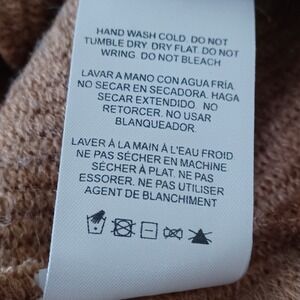 HAND WASH COLD. DO NOT
TUMBLE DRY. DRY FLAT. DO NOT
WRING. DO NOT BLEACH
LAVAR A MANO CON AGUA FRÍA.
NO SECAR EN SECADORA. HAGA
SECAR EXTENDIDO. NO
RETORCER. NO USAR
BLANQUEADOR.
LAVER À LA MAIN À L'EAU FROID.
NE PAS SÉCHER EN MACHINE.
SÉCHER À PLAT. NE PAS
ESSORER. NE PAS UTILISER
AGENT DE BLANCHIMENT